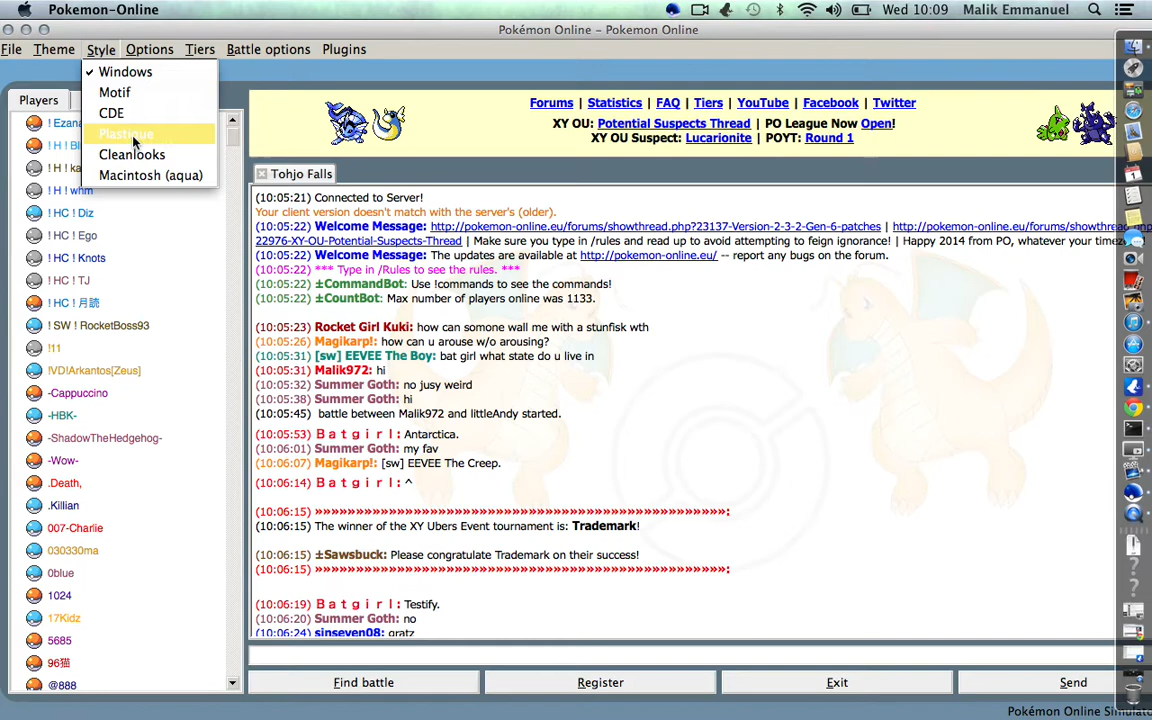 Pokemon-Online
Wed 10:09
Malik Emmanuel
Pokémon Online – Pokemon Online
File Theme Style Options Tiers Battle options Plugins
✓ Windows
Motif
CDE
Plastique
Cleanlooks
Macintosh (aqua)
Players
! Ezana
! H ! Bl
! H ! ka
! H ! whm
! HC ! Diz
! HC ! Ego
! HC ! Knots
! HC ! TJ
! HC ! 月読
! SW ! RocketBoss93
!11
!VD!Arkantos[Zeus]
-Cappuccino
-HBK-
-ShadowTheHedgehog-
-Wow-
.Death,
.Killian
007-Charlie
030330ma
0blue
1024
17Kidz
5685
96猫
@888
Forums | Statistics | FAQ | Tiers | YouTube | Facebook | Twitter
XY OU: Potential Suspects Thread | PO League Now Open!
XY OU Suspect: Lucarionite | POYT: Round 1
Tohjo Falls
(10:05:21) Connected to Server!
Your client version doesn't match with the server's (older).
(10:05:22) Welcome Message: http://pokemon-online.eu/forums/showthread.php?23137-Version-2-3-2-Gen-6-patches | http://pokemon-online.eu/forums/showthread.php?
22976-XY-OU-Potential-Suspects-Thread | Make sure you type in /rules and read up to avoid attempting to feign ignorance! | Happy 2014 from PO, whatever your timez
(10:05:22) Welcome Message: The updates are available at http://pokemon-online.eu/ -- report any bugs on the forum.
(10:05:22) *** Type in /Rules to see the rules. ***
(10:05:22) ±CommandBot: Use !commands to see the commands!
(10:05:22) ±CountBot: Max number of players online was 1133.
(10:05:23) Rocket Girl Kuki: how can somone wall me with a stunfisk wth
(10:05:26) Magikarp!: how can u arouse w/o arousing?
(10:05:31) [sw] EEVEE The Boy: bat girl what state do u live in
(10:05:31) Malik972: hi
(10:05:32) Summer Goth: no jusy weird
(10:05:38) Summer Goth: hi
(10:05:45) battle between Malik972 and littleAndy started.
(10:05:53) Ｂａｔｇｉｒｌ: Antarctica.
(10:06:01) Summer Goth: my fav
(10:06:07) Magikarp!: [sw] EEVEE The Creep.
(10:06:14) Ｂａｔｇｉｒｌ: ^
(10:06:15) »»»»»»»»»»»»»»»»»»»»»»»»»»»»»»»»»»»»»»»»»»»»»»»»»»:
(10:06:15) The winner of the XY Ubers Event tournament is: Trademark!
(10:06:15) ±Sawsbuck: Please congratulate Trademark on their success!
(10:06:15) »»»»»»»»»»»»»»»»»»»»»»»»»»»»»»»»»»»»»»»»»»»»»»»»»»:
(10:06:19) Ｂａｔｇｉｒｌ: Testify.
(10:06:20) Summer Goth: no
(10:06:24) sinseven08: gratz
Find battle
Register
Exit
Send
Pokémon Online Simulato